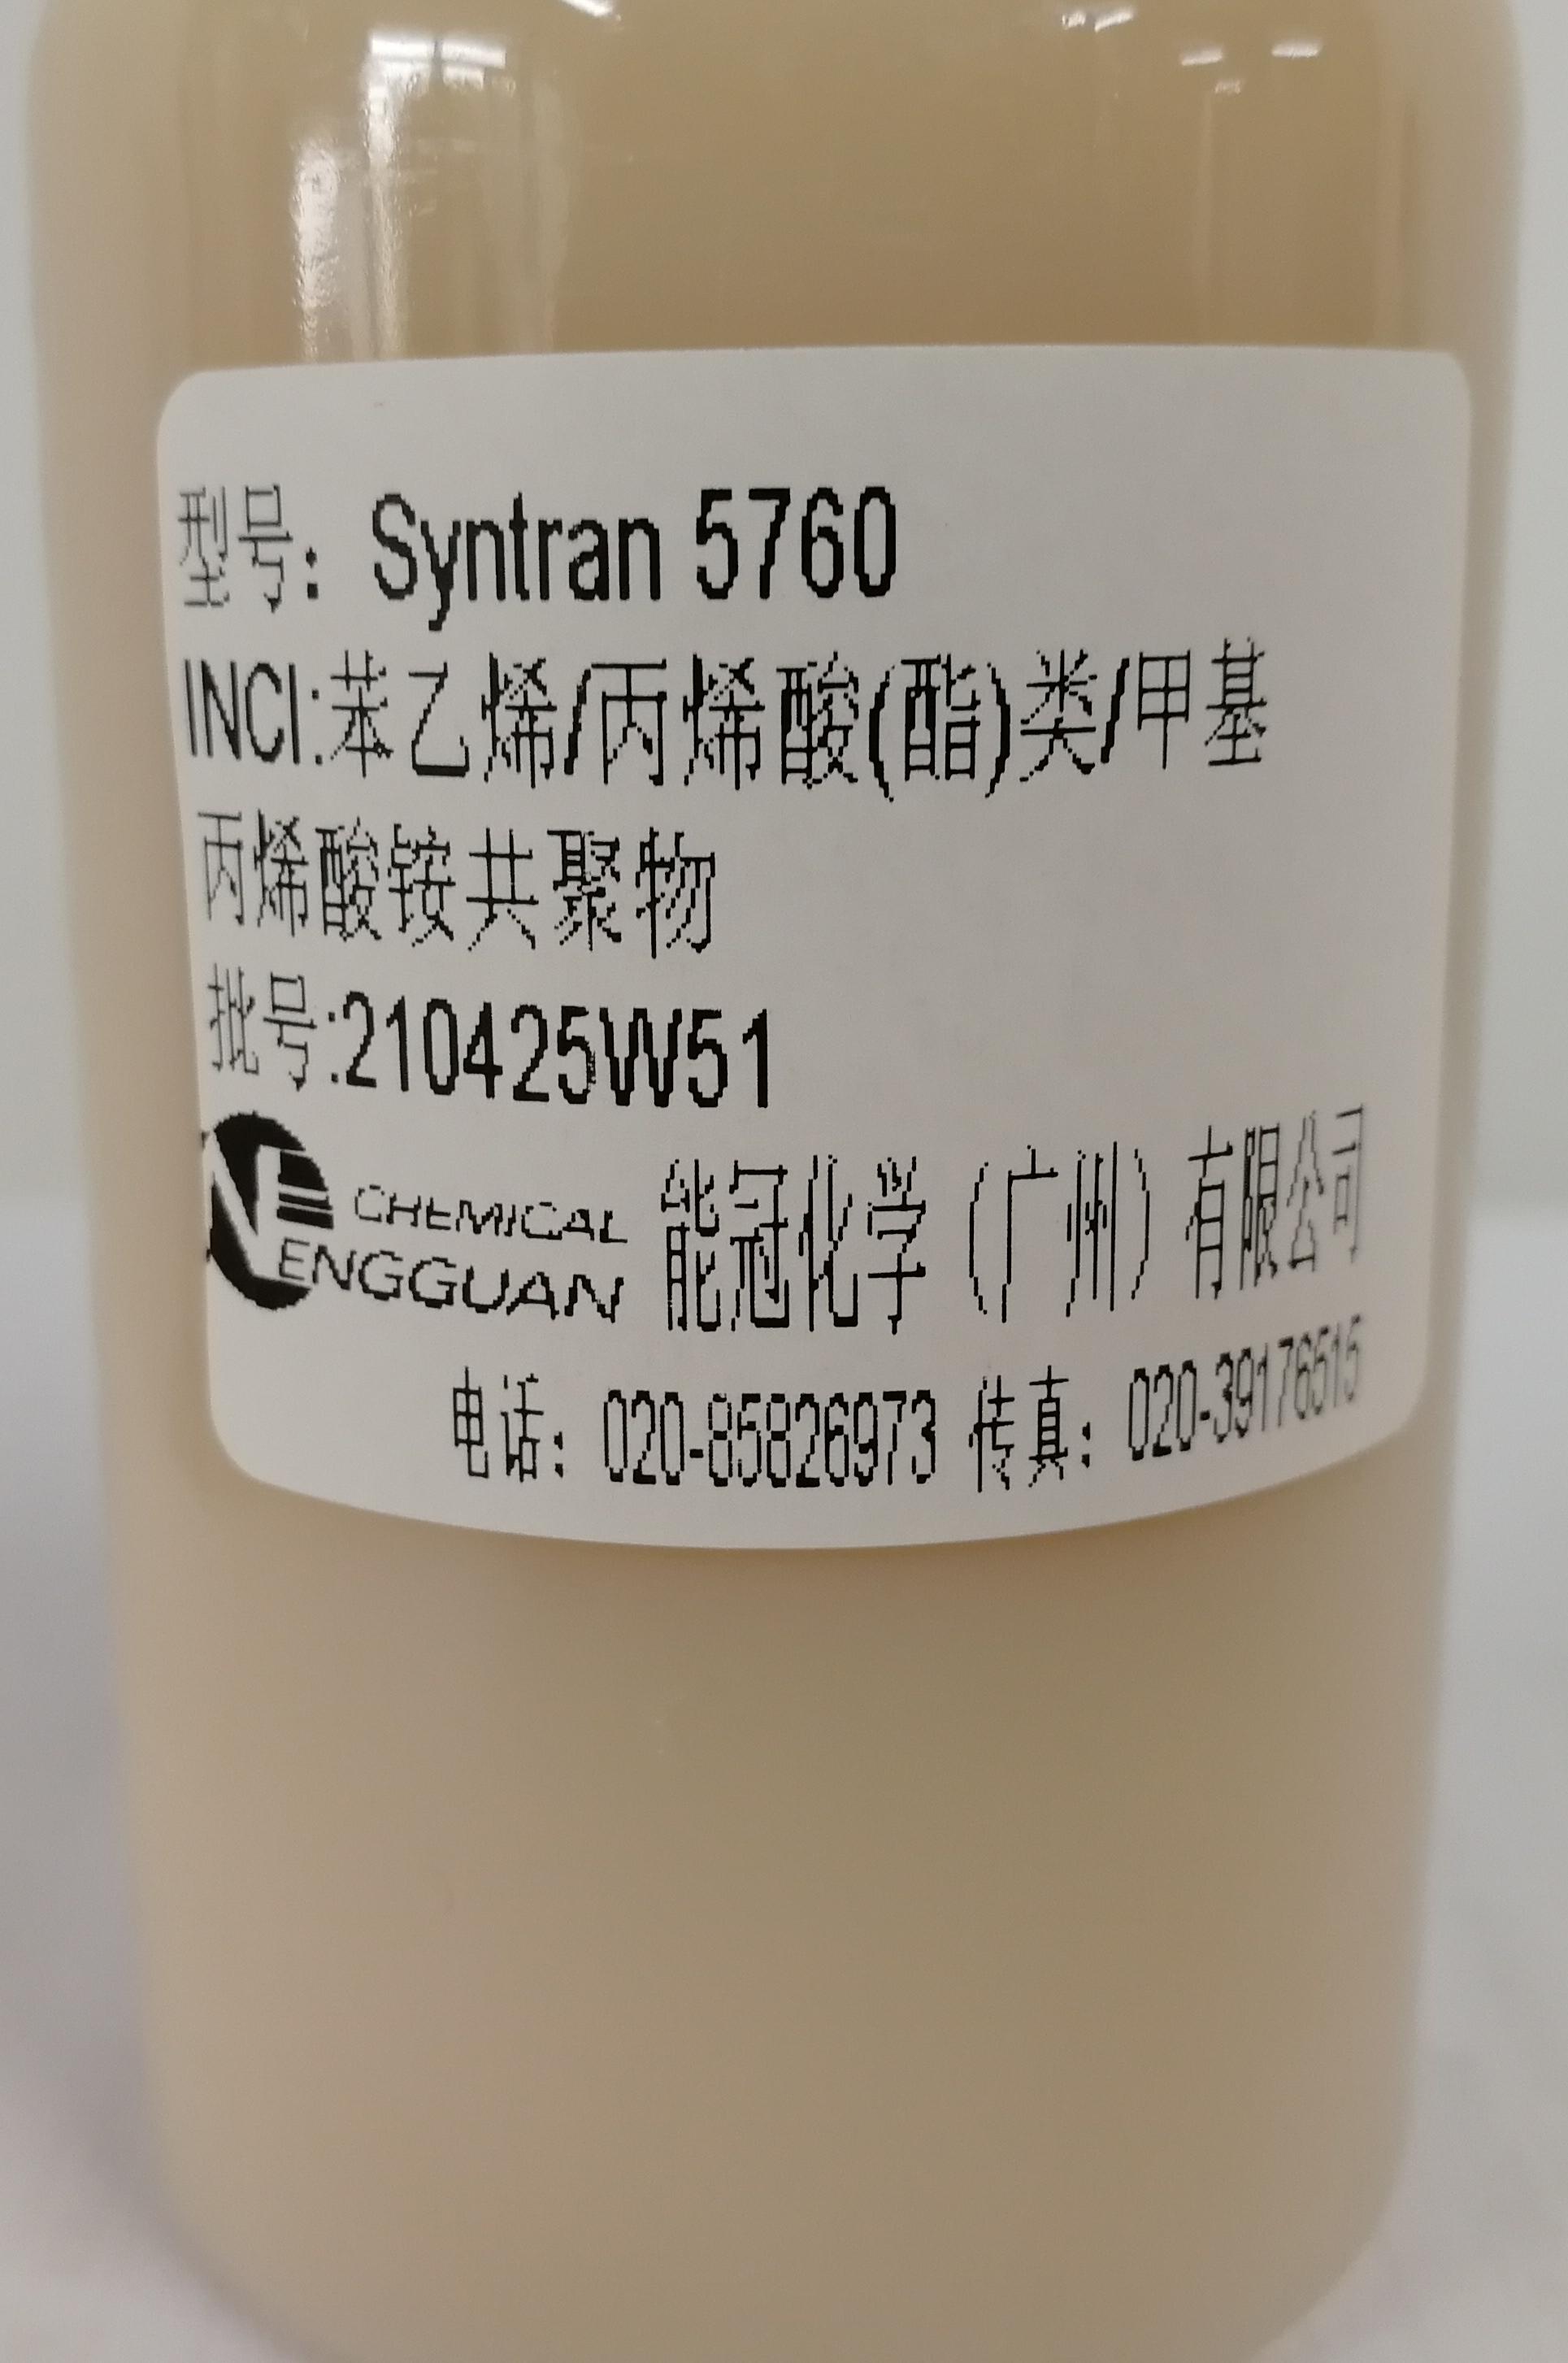 型号：Syntran 5760
INCI:苯乙烯/丙烯酸(酯)类/甲基
丙烯酸铵共聚物
批号:210425W51
NE CHEMICAL
ENGGUAN
能冠化学（广州）有限公司
电话：020-85826973 传真：020-39176515